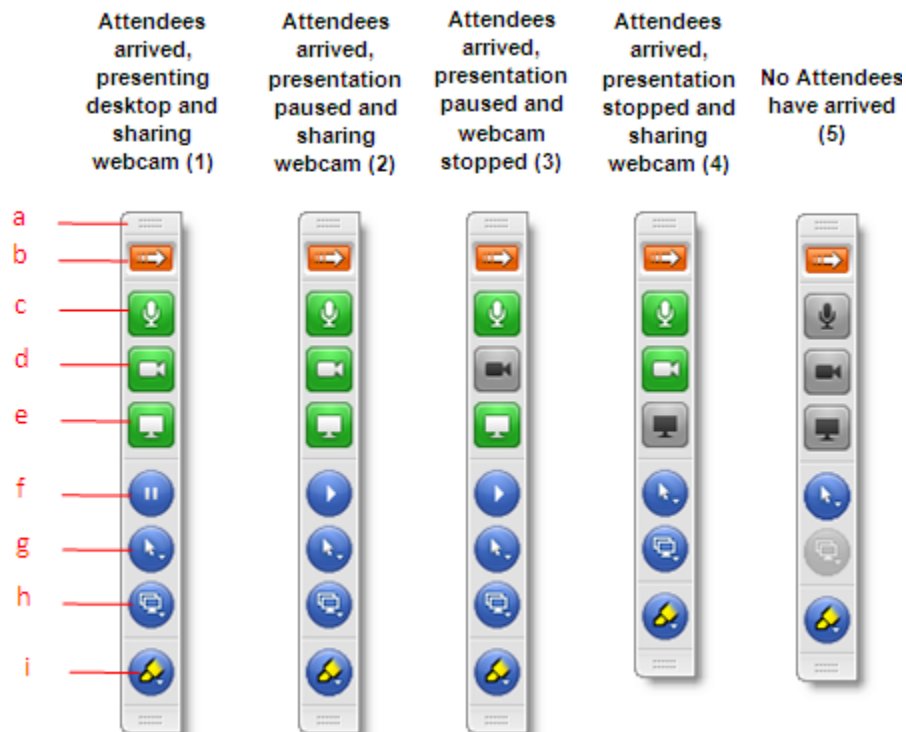 Attendees
arrived,
presenting
desktop and
sharing
webcam (1)
Attendees
arrived,
presentation
paused and
sharing
webcam (2)
Attendees
arrived,
presentation
paused and
webcam
stopped (3)
Attendees
arrived,
presentation
stopped and
sharing
webcam (4)
No Attendees
have arrived
(5)
a
b
c
d
e
f
g
h
i